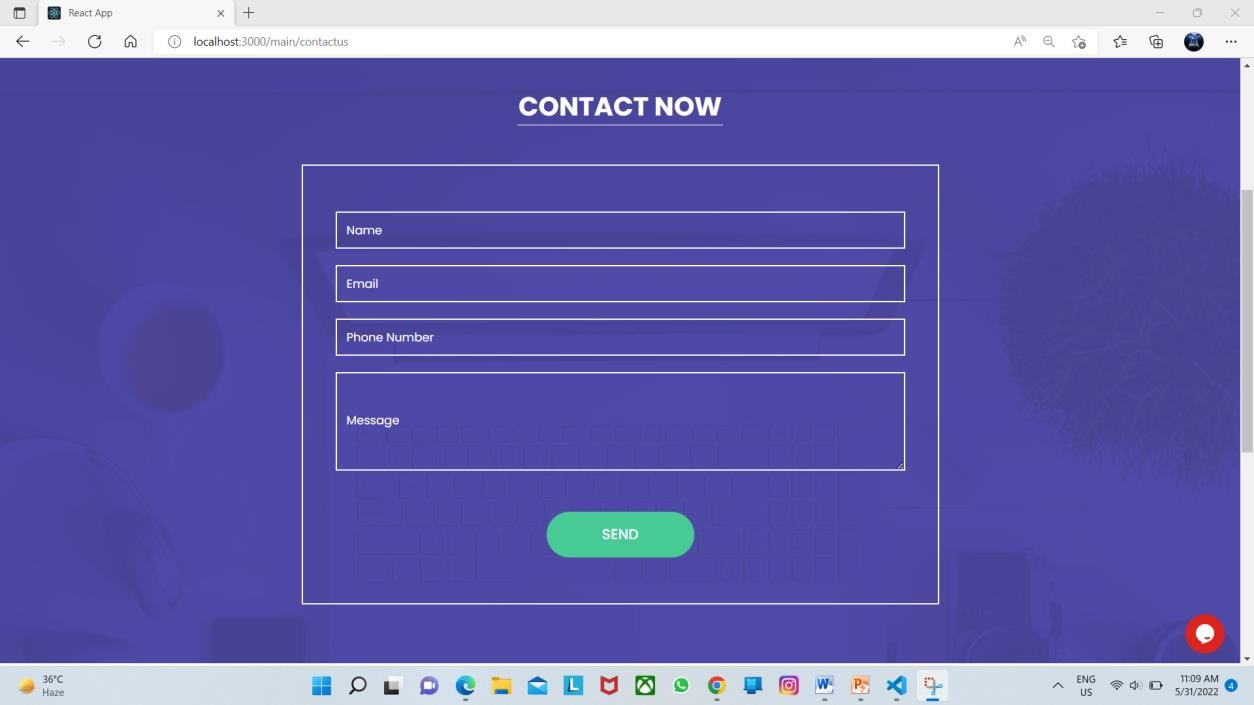 React App
localhost:3000/main/contactus
CONTACT NOW
Name
Email
Phone Number
Message
SEND
36°C
Haze
ENG
US
11:09 AM
5/31/2022
4